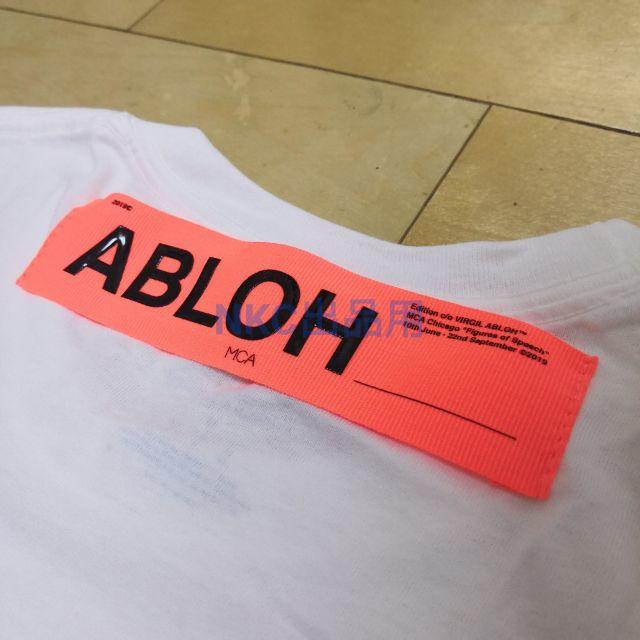 2019C
ABLOH
MCA
Edition c/o VIRGIL ABLOH™
MCA Chicago "Figures of Speech"
10th June - 22nd September ©2019
NKC出品用